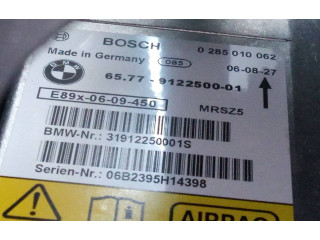 BOSCH 0 285 010 062
Made in Germany 085 06-08-27
BMW
65.77 - 9122500-01
E89x-06-09-450 MRSZ5
BMW-Nr.: 31912250001S
Serien-Nr.: 06B2395H14398
AIRBAG